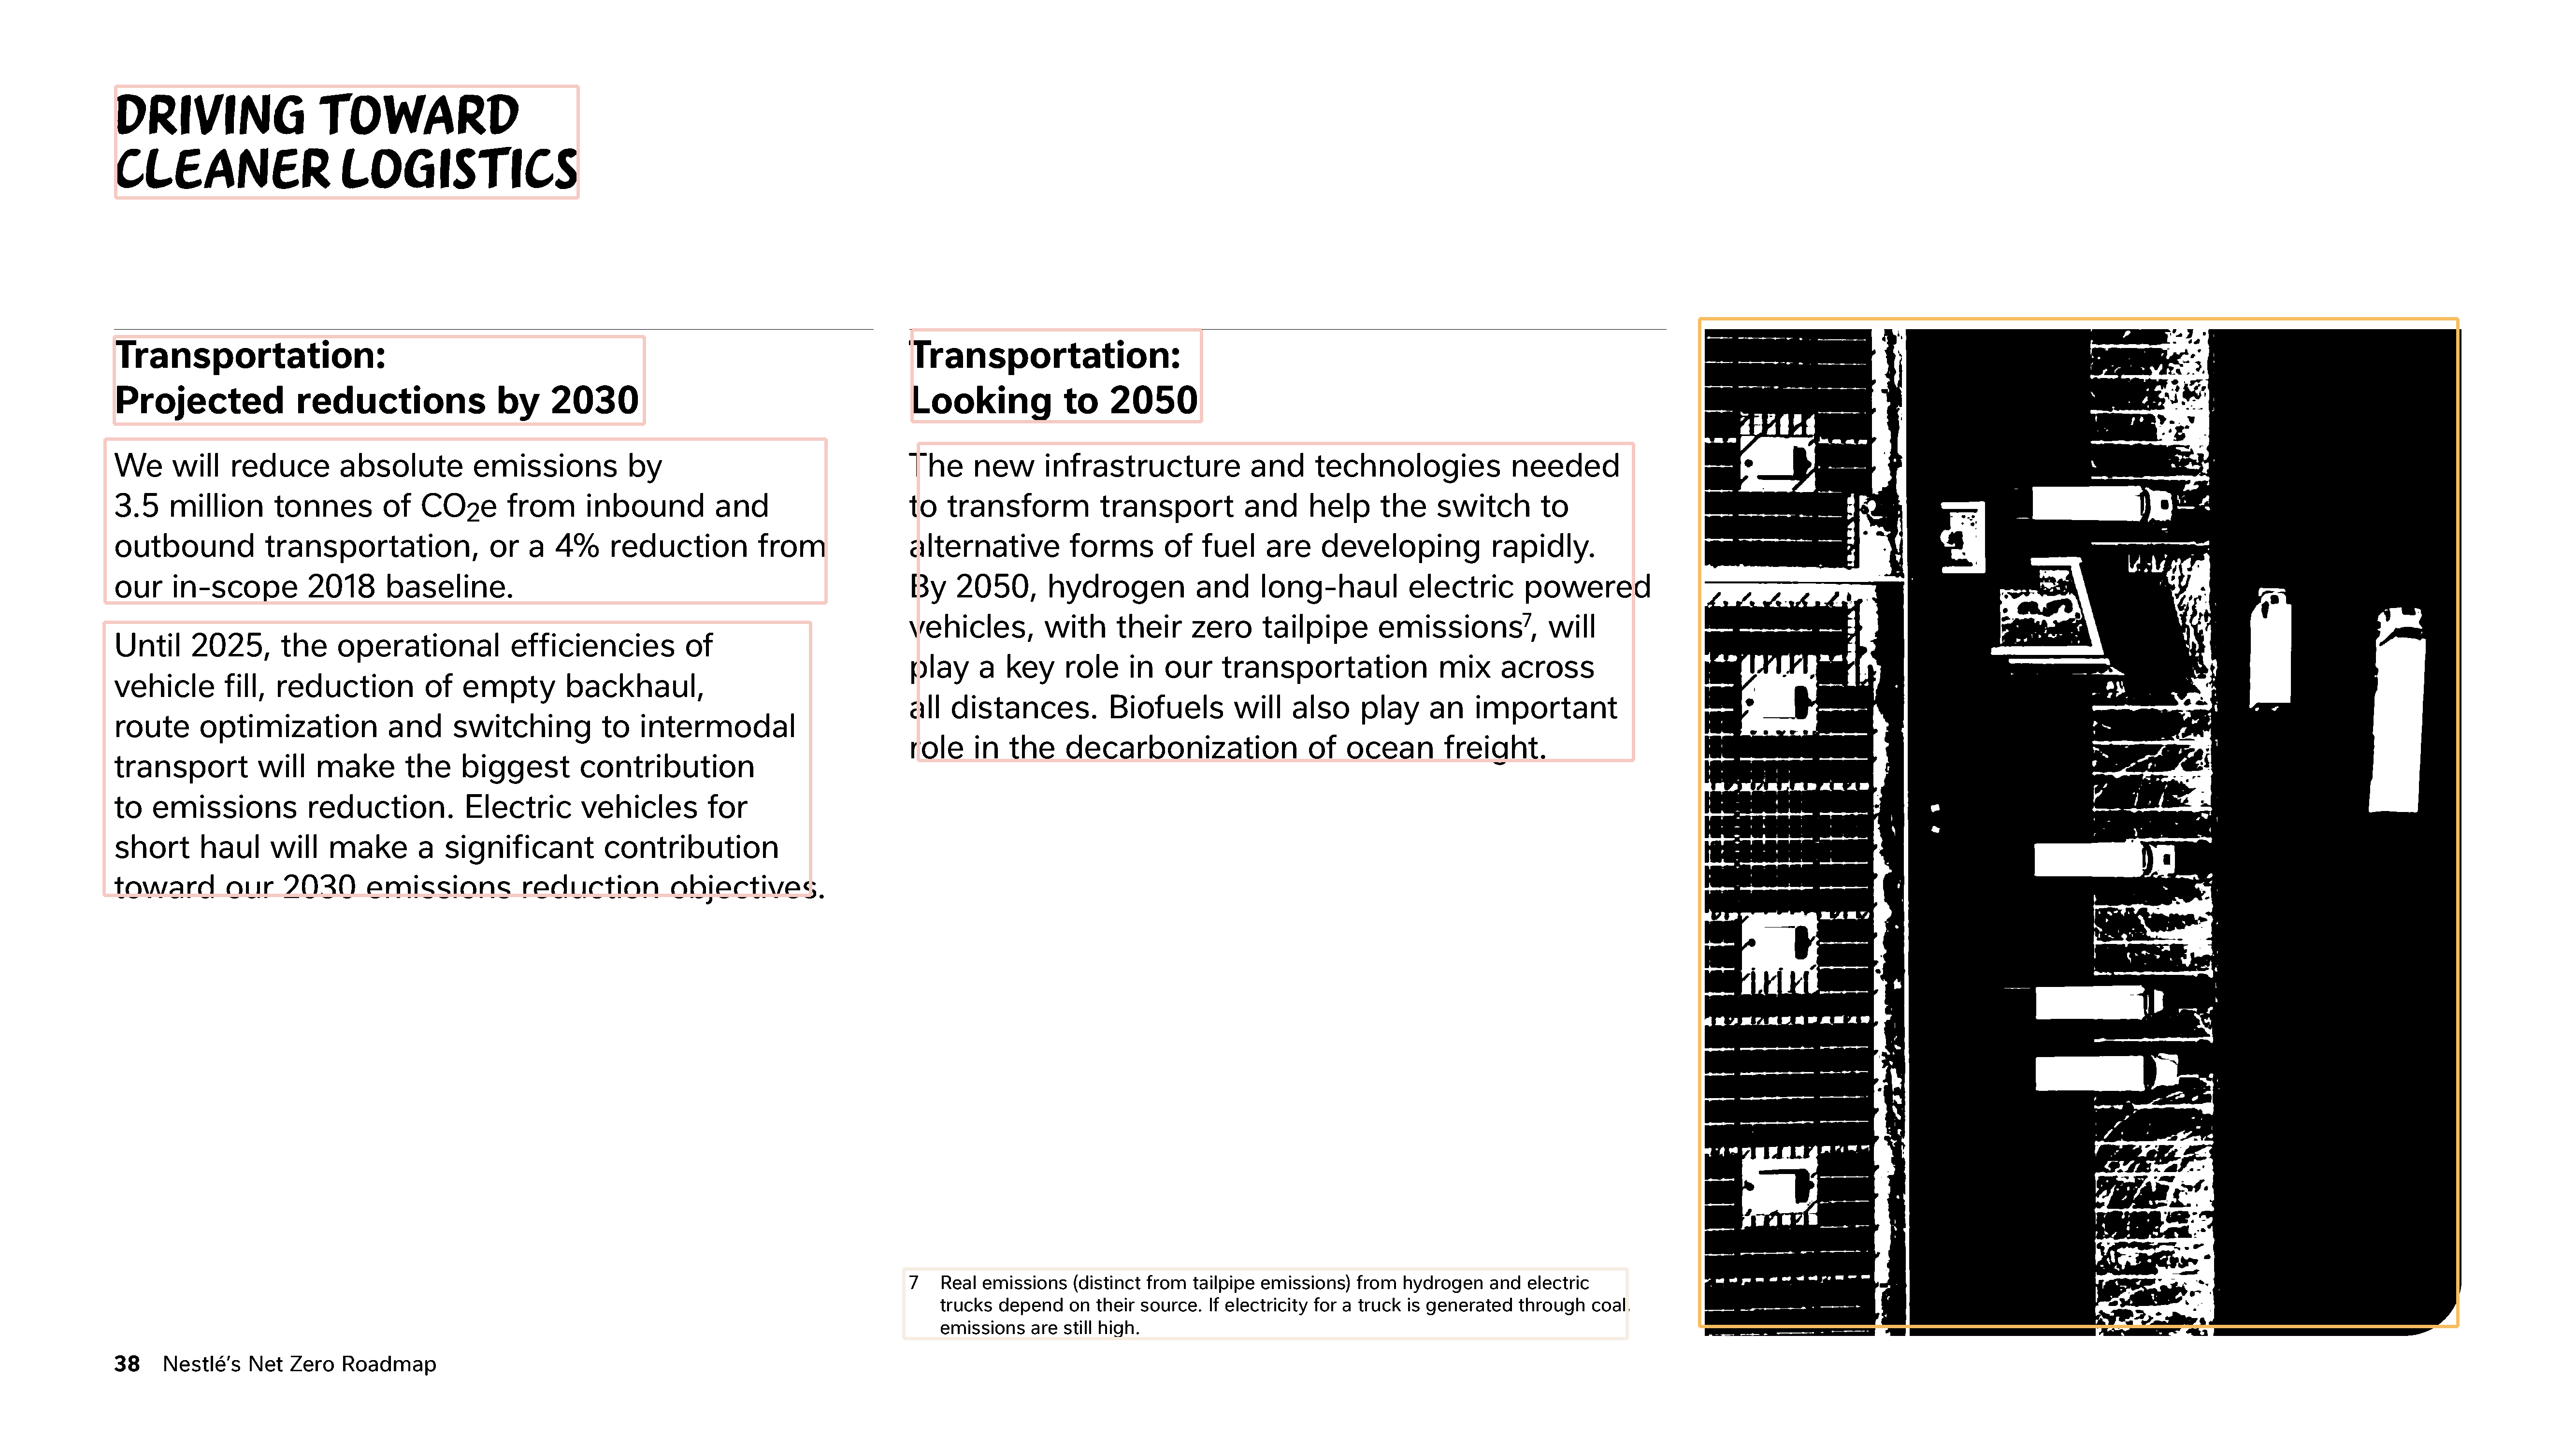 DRIVING TOWARD
CLEANER LOGISTICS
Transportation:
Projected reductions by 2030
We will reduce absolute emissions by
3.5 million tonnes of CO₂e from inbound and
outbound transportation, or a 4% reduction from
our in-scope 2018 baseline.
Until 2025, the operational efficiencies of
vehicle fill, reduction of empty backhaul,
route optimization and switching to intermodal
transport will make the biggest contribution
to emissions reduction. Electric vehicles for
short haul will make a significant contribution
toward our 2030 emissions reduction objectives.
Transportation:
Looking to 2050
The new infrastructure and technologies needed
to transform transport and help the switch to
alternative forms of fuel are developing rapidly.
By 2050, hydrogen and long-haul electric powered
vehicles, with their zero tailpipe emissions⁷, will
play a key role in our transportation mix across
all distances. Biofuels will also play an important
role in the decarbonization of ocean freight.
7 Real emissions (distinct from tailpipe emissions) from hydrogen and electric
trucks depend on their source. If electricity for a truck is generated through coal.
emissions are still high.
38 Nestlé's Net Zero Roadmap